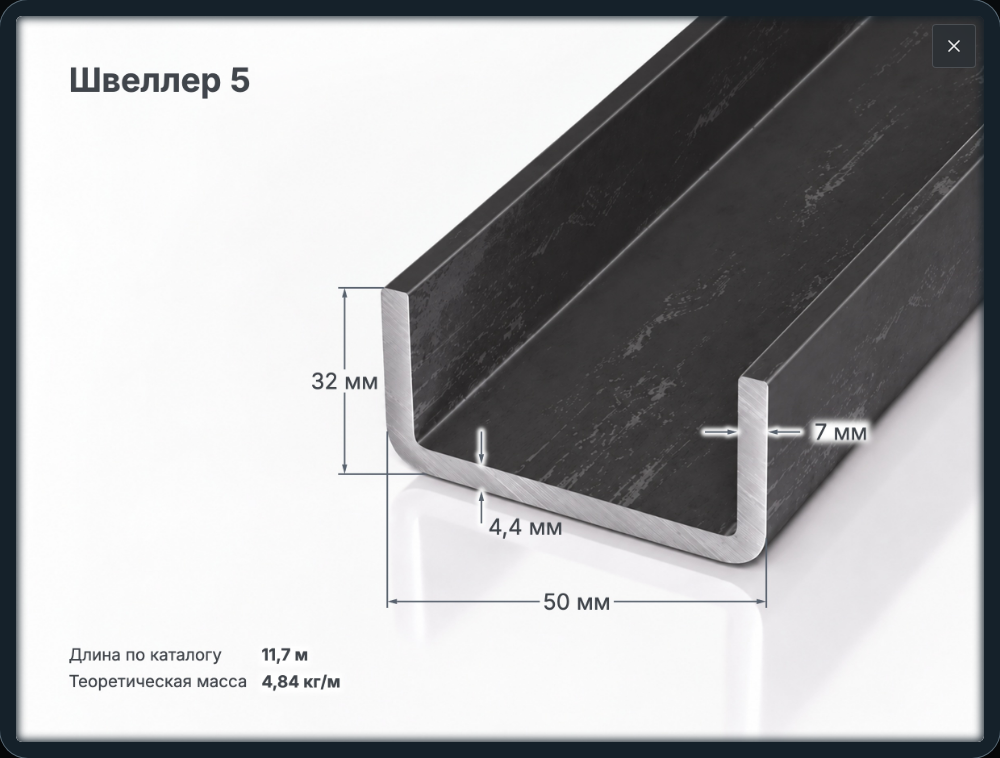 Швеллер 5
32 мм
7 мм
4,4 мм
50 мм
Длина по каталогу 11,7 м
Теоретическая масса 4,84 кг/м